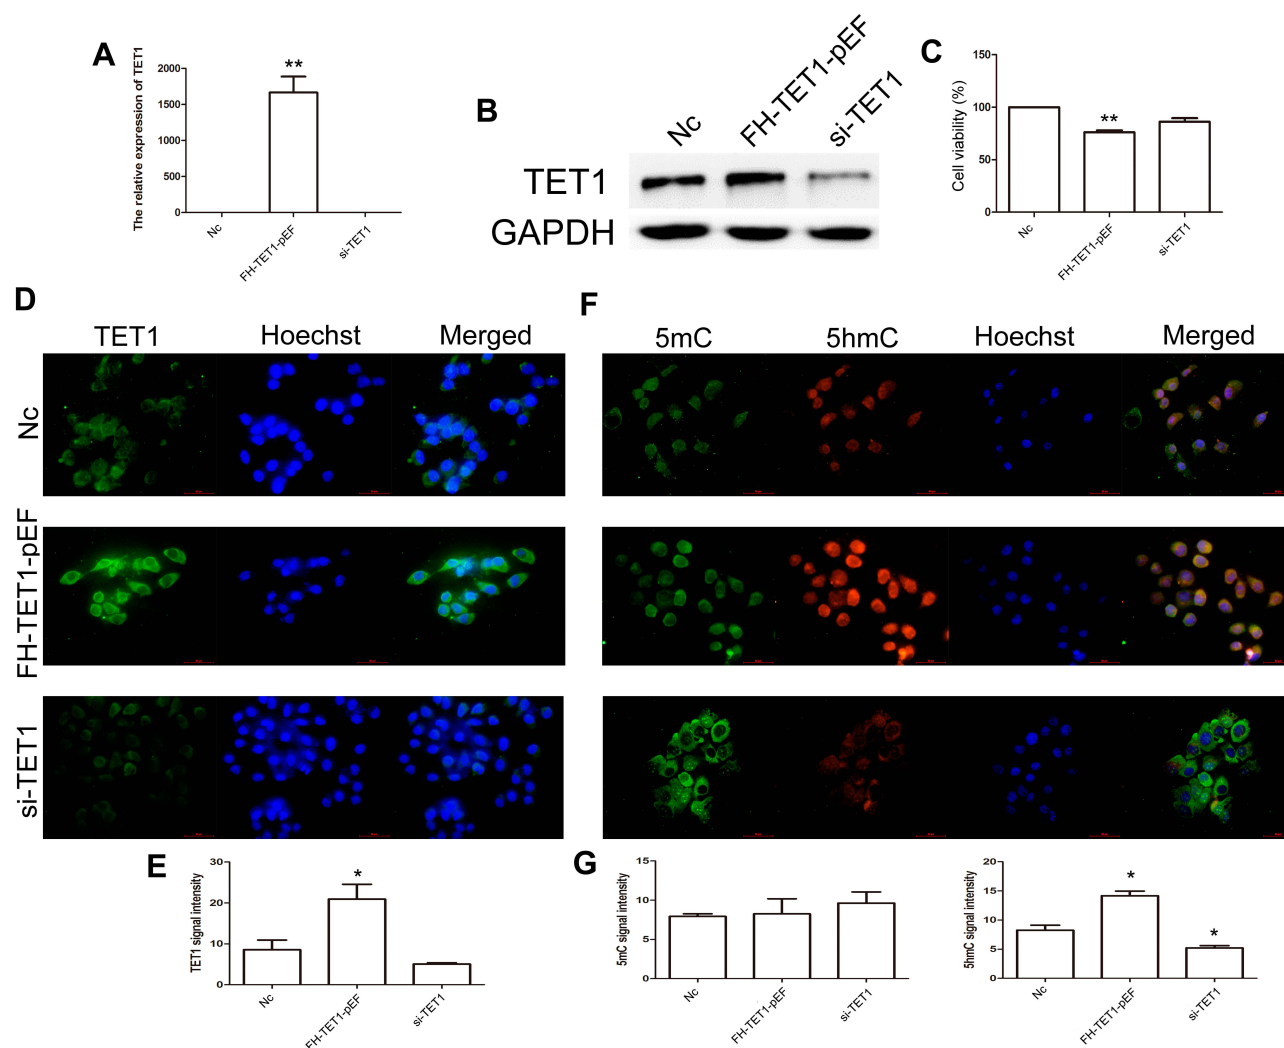 A
The relative expression of TET1
2000
1500
1000
500
0
**
Nc
FH-TET1-pEF
si-TET1
B
Nc
FH-TET1-pEF
si-TET1
TET1
GAPDH
C
Cell viability (%)
150
100
50
0
**
Nc
FH-TET1-pEF
si-TET1
D
TET1 Hoechst Merged
Nc
FH-TET1-pEF
si-TET1
F
5mC 5hmC Hoechst Merged
E
TET1 signal intensity
30
20
10
0
*
Nc
FH-TET1-pEF
si-TET1
G
5mC signal intensity
15
10
5
0
Nc
FH-TET1-pEF
si-TET1
5hmC signal intensity
20
15
10
5
0
*
*
Nc
FH-TET1-pEF
si-TET1